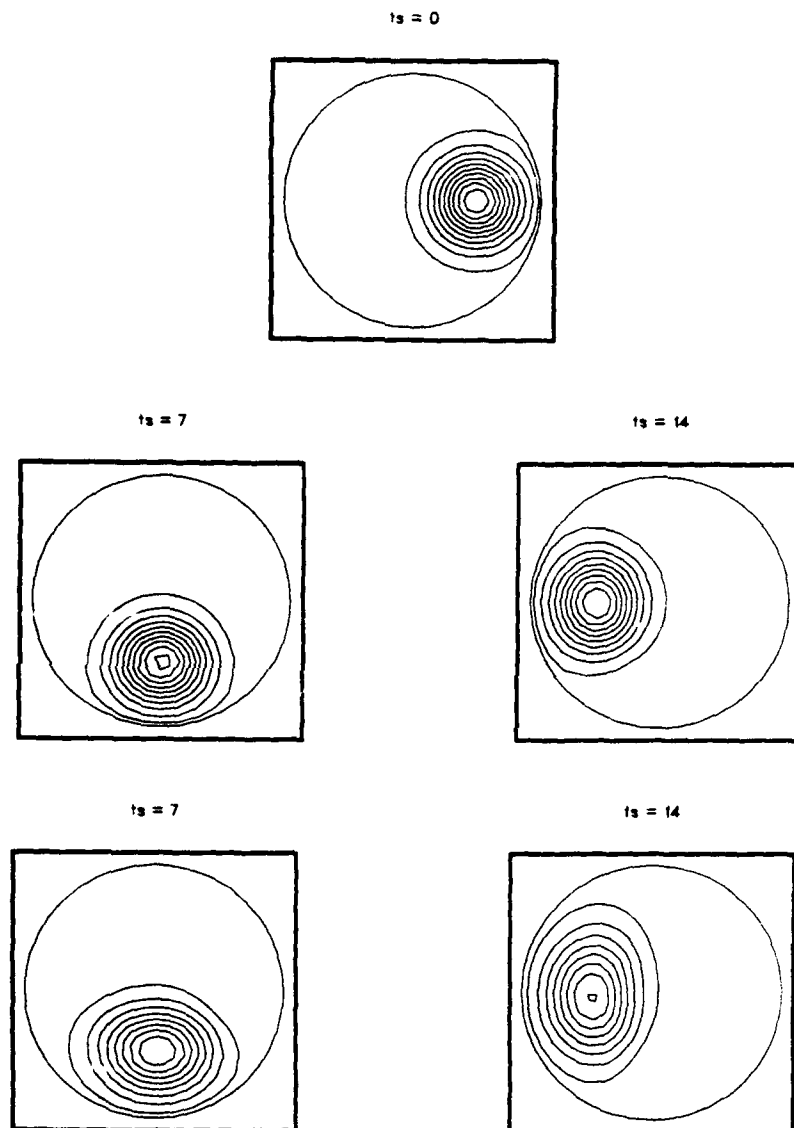 ts = 0
ts = 7
ts = 14
ts = 7
ts = 14